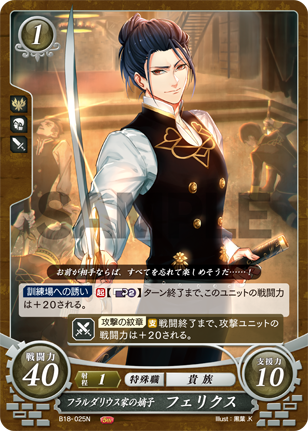 1
SAMPLE
お前が相手ならば、すべてを忘れて楽しめそうだ……！
訓練場への誘い 起【 2】ターン終了まで、このユニットの戦闘力
は＋20される。
攻撃の紋章 支 戦闘終了まで、攻撃ユニットの
戦闘力は＋20される。
戦闘力
40
射程 1 特殊職 貴族
支援力
10
フラルダリウス家の嫡子 フェリクス
B18-025N
Illust：黒葉.K